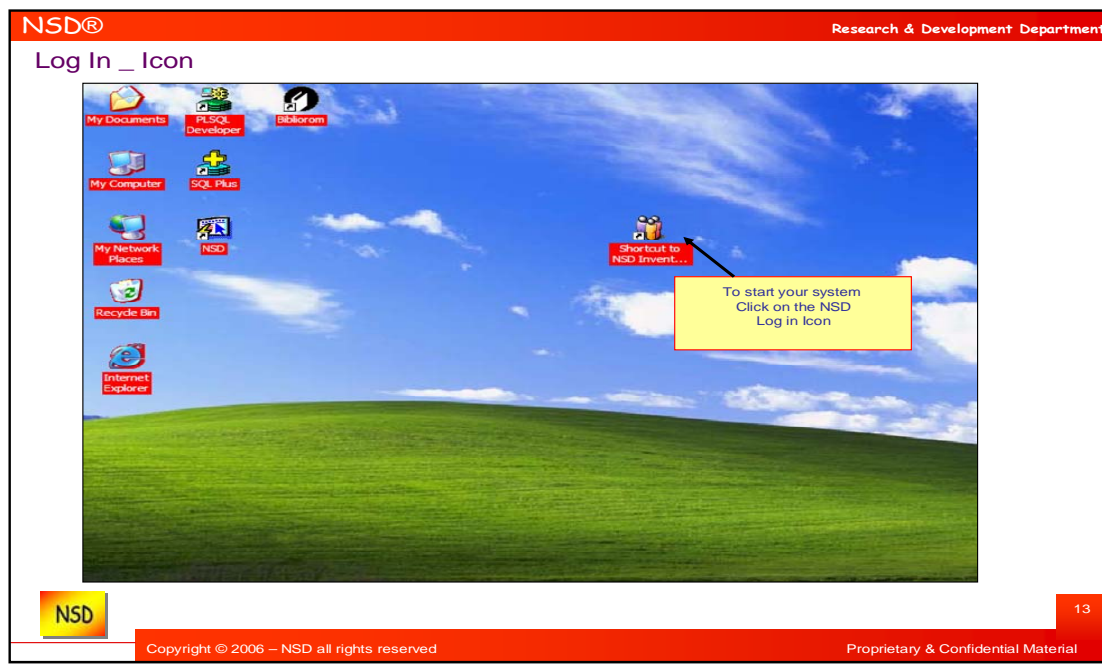 NSD®
Research & Development Department
Log In _ Icon
My Documents
PLSQL
Developer
Bibliorom
My Computer
SQL Plus
My Network
Places
NSD
Shortcut to
NSD Invent...
Recycle Bin
To start your system
Click on the NSD
Log in Icon
Internet
Explorer
NSD
13
Copyright © 2006 – NSD all rights reserved
Proprietary & Confidential Material